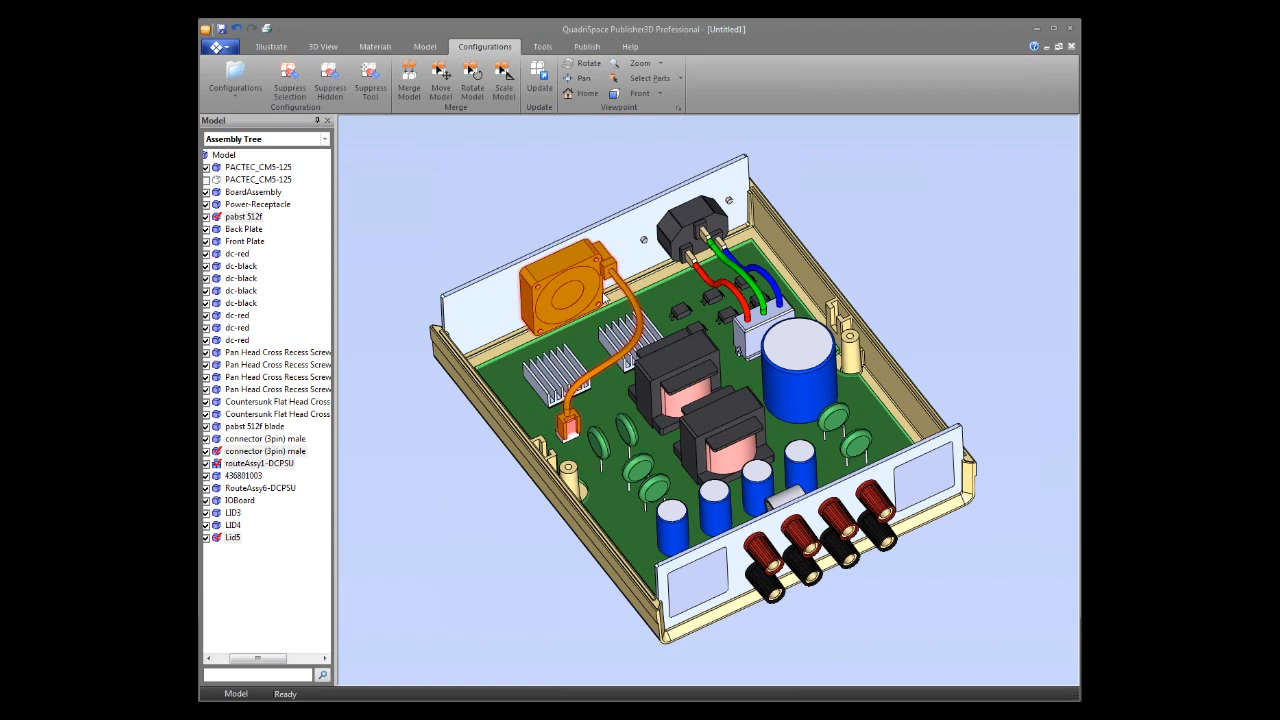 QuadriSpace Publisher3D Professional - [Untitled1]
Illustrate 3D View Materials Model Configurations Tools Publish Help
Configurations Suppress Selection Suppress Hidden Suppress Tool
Configuration
Merge Model Move Model Rotate Model Scale Model
Merge
Update
Update
Rotate Zoom
Pan Select Parts
Home Front
Viewpoint
Model
Assembly Tree
Model
PACTEC_CM5-125
PACTEC_CM5-125
BoardAssembly
Power-Receptacle
pabst 512f
Back Plate
Front Plate
dc-red
dc-black
dc-black
dc-black
dc-black
dc-red
dc-red
dc-red
Pan Head Cross Recess Screw
Pan Head Cross Recess Screw
Pan Head Cross Recess Screw
Pan Head Cross Recess Screw
Countersunk Flat Head Cross
Countersunk Flat Head Cross
pabst 512f blade
connector (3pin) male
connector (3pin) male
routeAssy1-DCPSU
436801003
RouteAssy6-DCPSU
IOBoard
LID3
LID4
Lid5
Model Ready